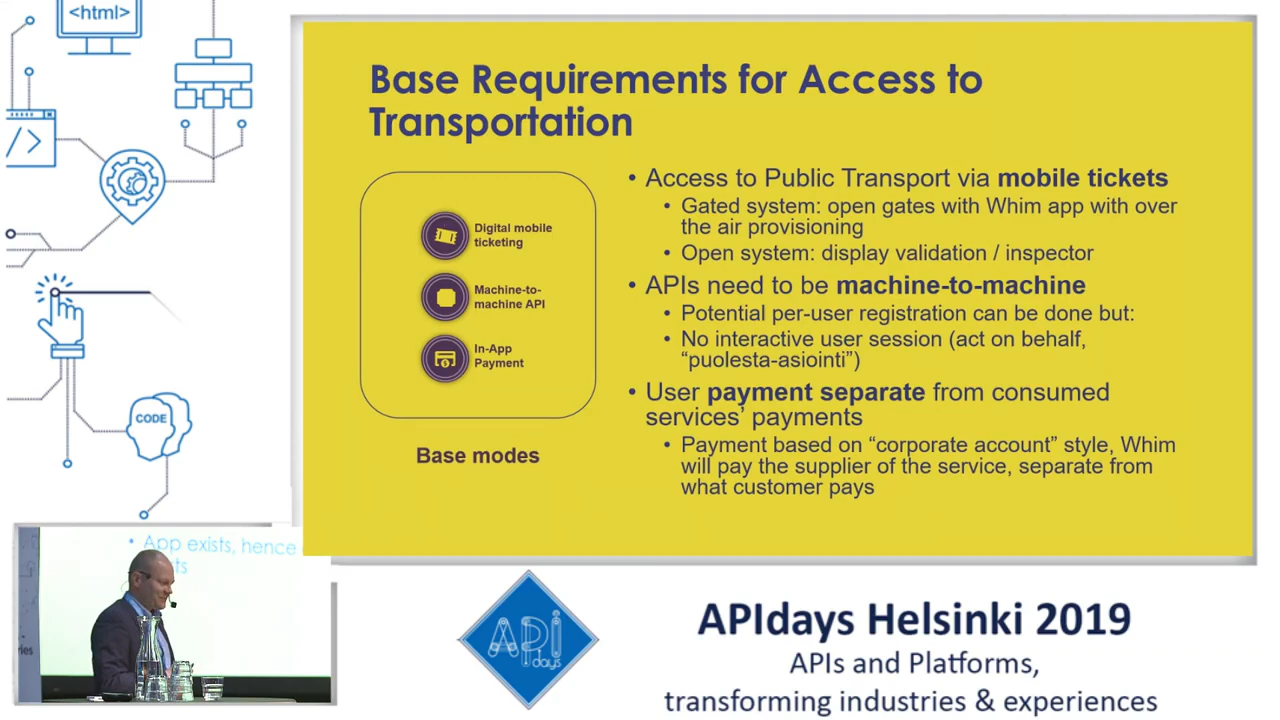 <html>
</>
CODE
Base Requirements for Access to
Transportation
Digital mobile
ticketing
Machine-to-
machine API
In-App
Payment
Base modes
• Access to Public Transport via mobile tickets
• Gated system: open gates with Whim app with over
the air provisioning
• Open system: display validation / inspector
• APIs need to be machine-to-machine
• Potential per-user registration can be done but:
• No interactive user session (act on behalf,
“puolesta-asiointi”)
• User payment separate from consumed
services’ payments
• Payment based on “corporate account” style, Whim
will pay the supplier of the service, separate from
what customer pays
• App exists, hence
API
days
APIdays Helsinki 2019
APIs and Platforms,
transforming industries & experiences